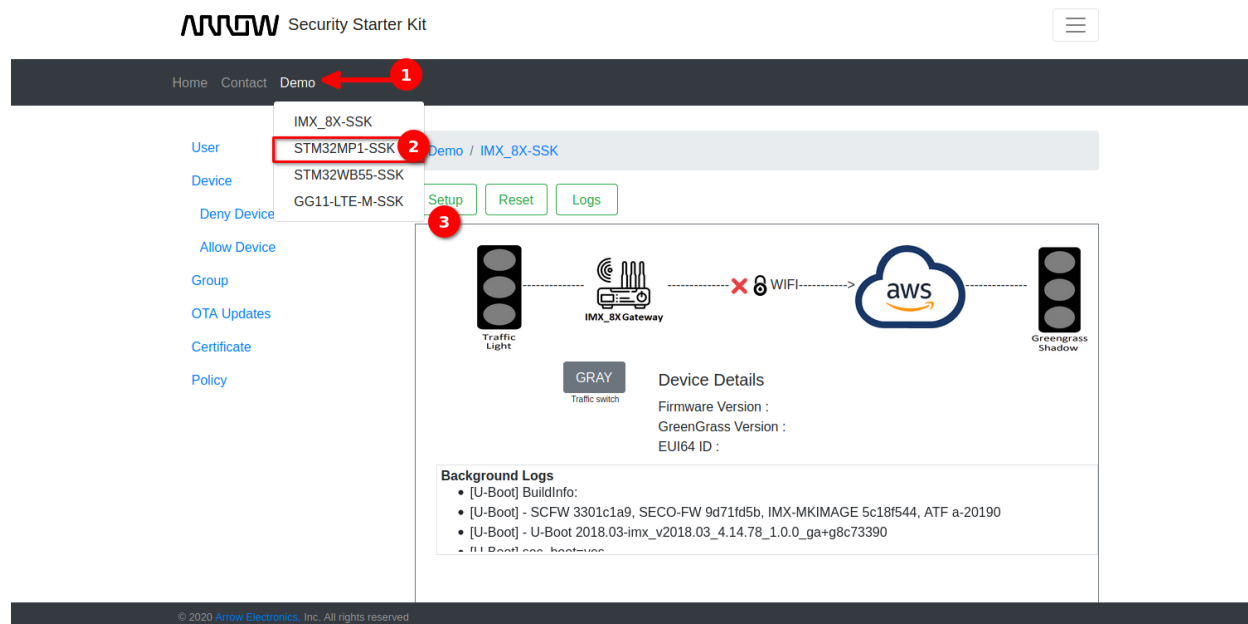 ARROW Security Starter Kit
Home Contact Demo 1
IMX_8X-SSK
STM32MP1-SSK 2
STM32WB55-SSK
GG11-LTE-M-SSK
User
Device
Deny Device
Allow Device
Group
OTA Updates
Certificate
Policy
Demo / IMX_8X-SSK
Setup Reset Logs
3
Traffic
Light
IMX_8X Gateway
WIFI
aws
Greengrass
Shadow
GRAY
Traffic switch
Device Details
Firmware Version :
GreenGrass Version :
EUI64 ID :
Background Logs
• [U-Boot] BuildInfo:
• [U-Boot] - SCFW 3301c1a9, SECO-FW 9d71fd5b, IMX-MKIMAGE 5c18f544, ATF a-20190
• [U-Boot] - U-Boot 2018.03-imx_v2018.03_4.14.78_1.0.0_ga+g8c73390
• [U-Boot] sec_boot=yes
© 2020 Arrow Electronics, Inc. All rights reserved